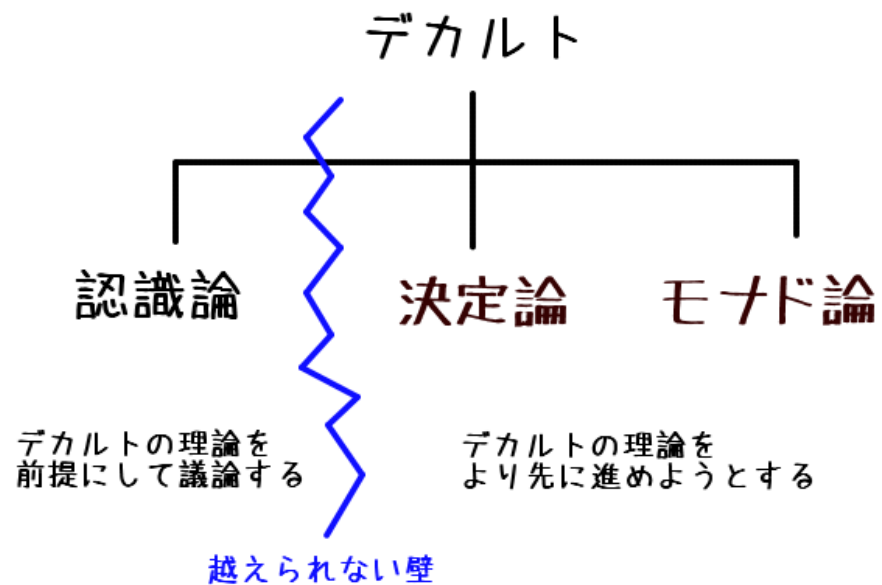 デカルト
認識論
決定論
モナド論
デカルトの理論を
前提にして議論する
デカルトの理論を
より先に進めようとする
越えられない壁